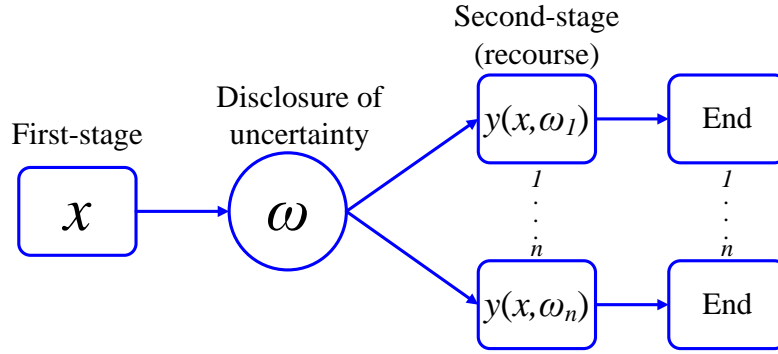 Second-stage
(recourse)
Disclosure of
uncertainty
First-stage
x
ω
y(x,ω1)
End
1
.
.
.
n
1
.
.
.
n
y(x,ωn)
End